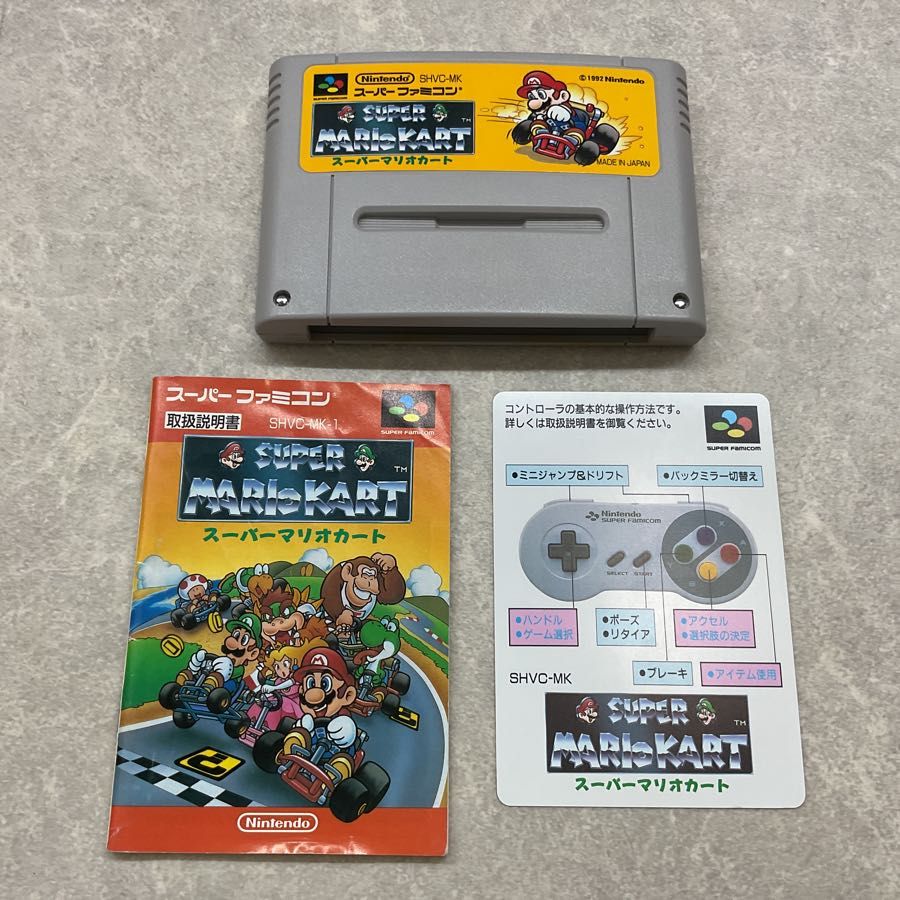 SUPER FAMICOM
Nintendo SHVC-MK
スーパーファミコン
SUPER
MARIO KART TM
スーパーマリオカート
© 1992 Nintendo
MADE IN JAPAN
スーパーファミコン
取扱説明書 SHVC-MK-1
SUPER FAMICOM
SUPER
MARIO KART TM
スーパーマリオカート
Nintendo
コントローラの基本的な操作方法です。
詳しくは取扱説明書を御覧ください。
SUPER FAMICOM
●ミニジャンプ&ドリフト
●バックミラー切替え
Nintendo
SUPER FAMICOM
X
A
B
SELECT START
●ハンドル
●ゲーム選択
●ポーズ
●リタイア
●アクセル
●選択肢の決定
●ブレーキ
●アイテム使用
SHVC-MK
SUPER
MARIO KART TM
スーパーマリオカート